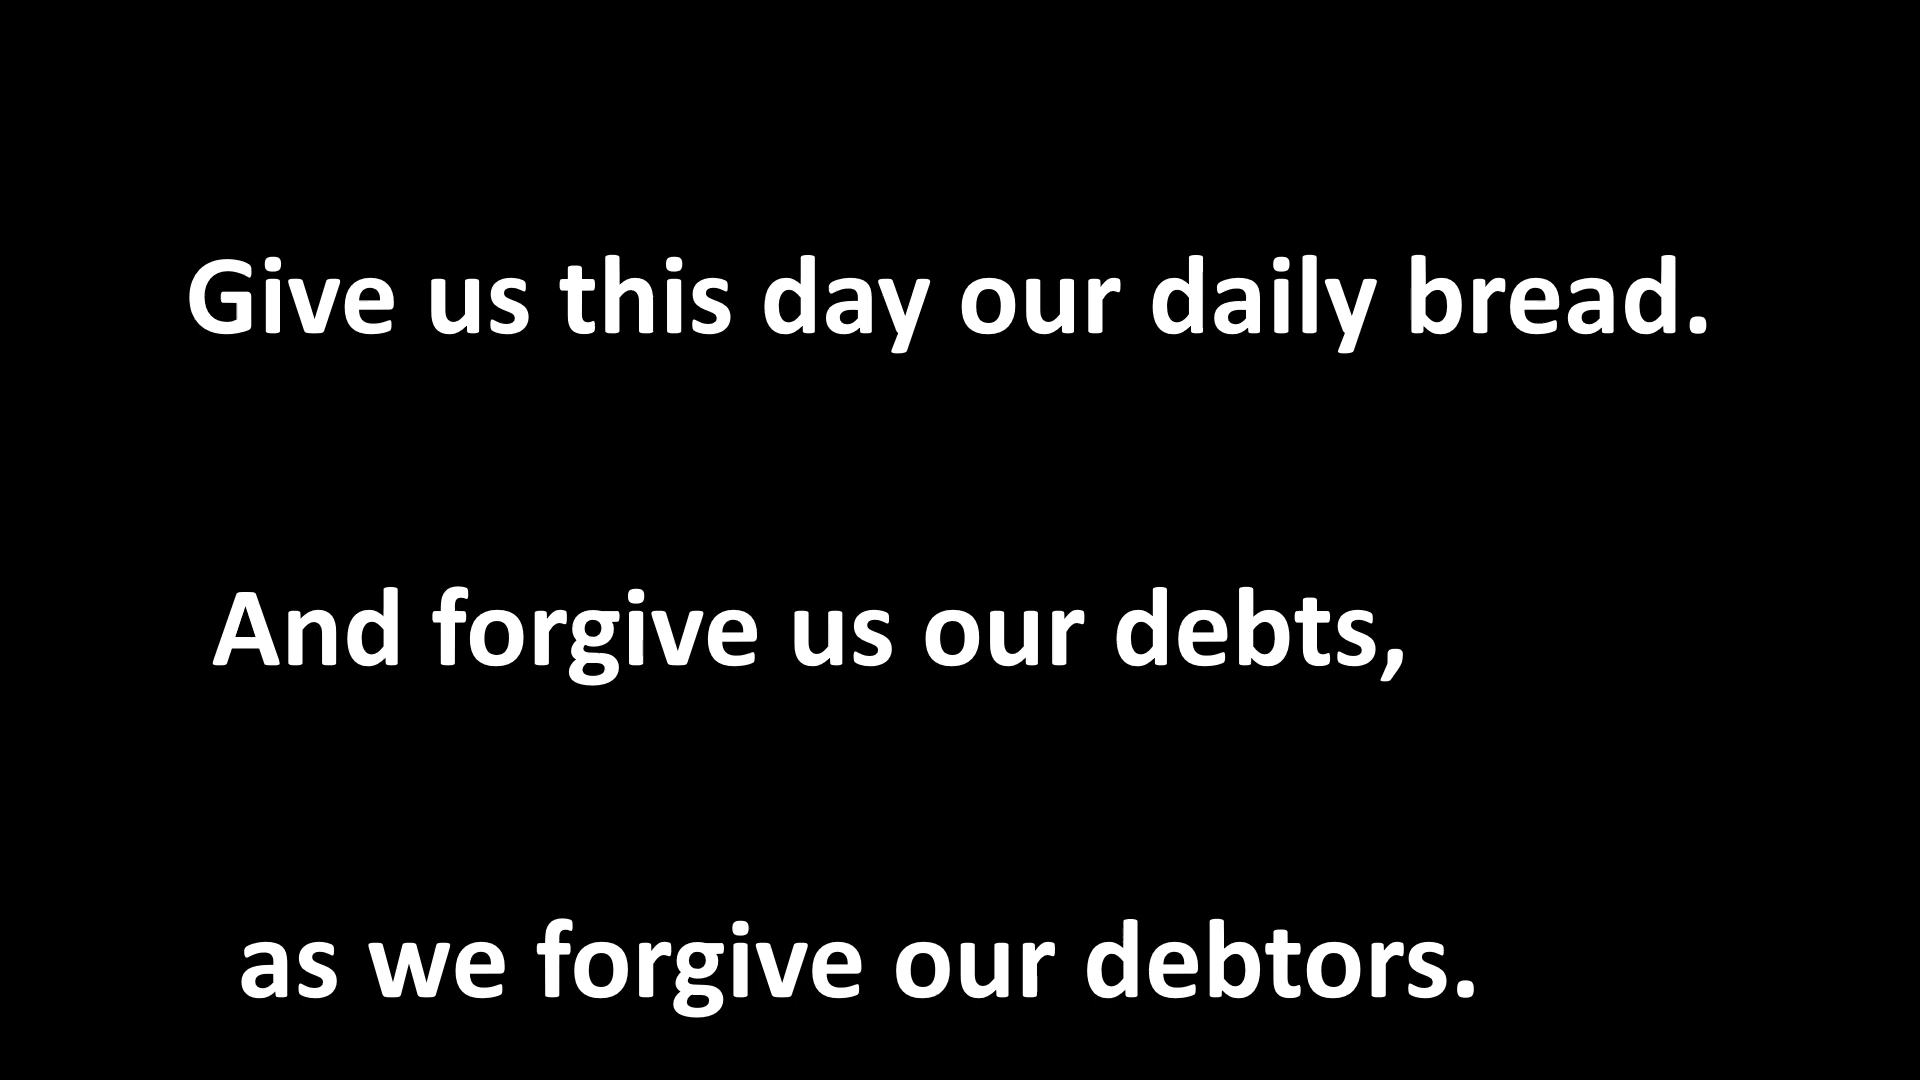 Give us this day our daily bread.
And forgive us our debts,
as we forgive our debtors.